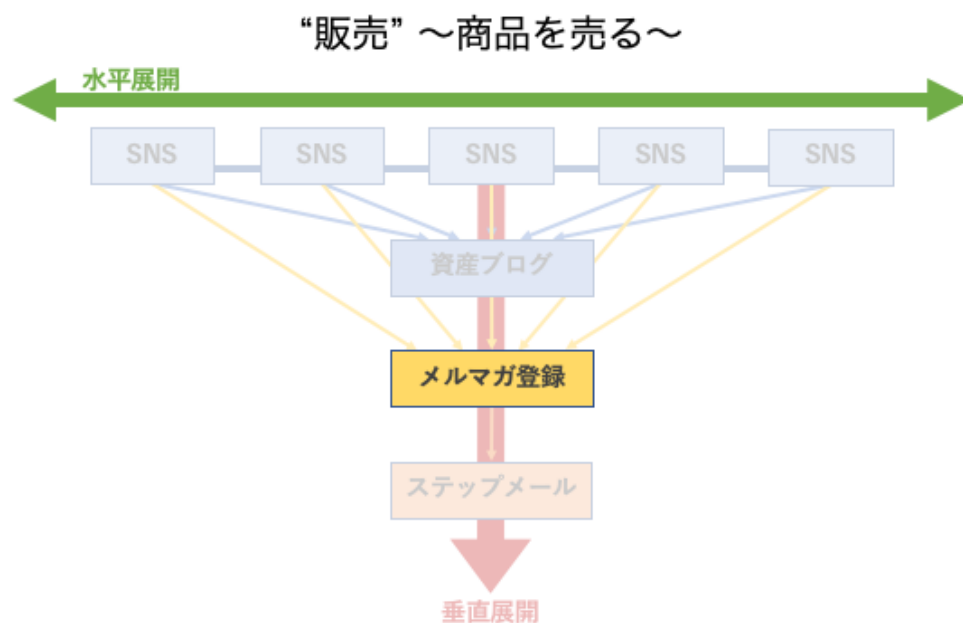 “販売” ～商品を売る～
水平展開
SNS SNS SNS SNS SNS
資産ブログ
メルマガ登録
ステップメール
垂直展開